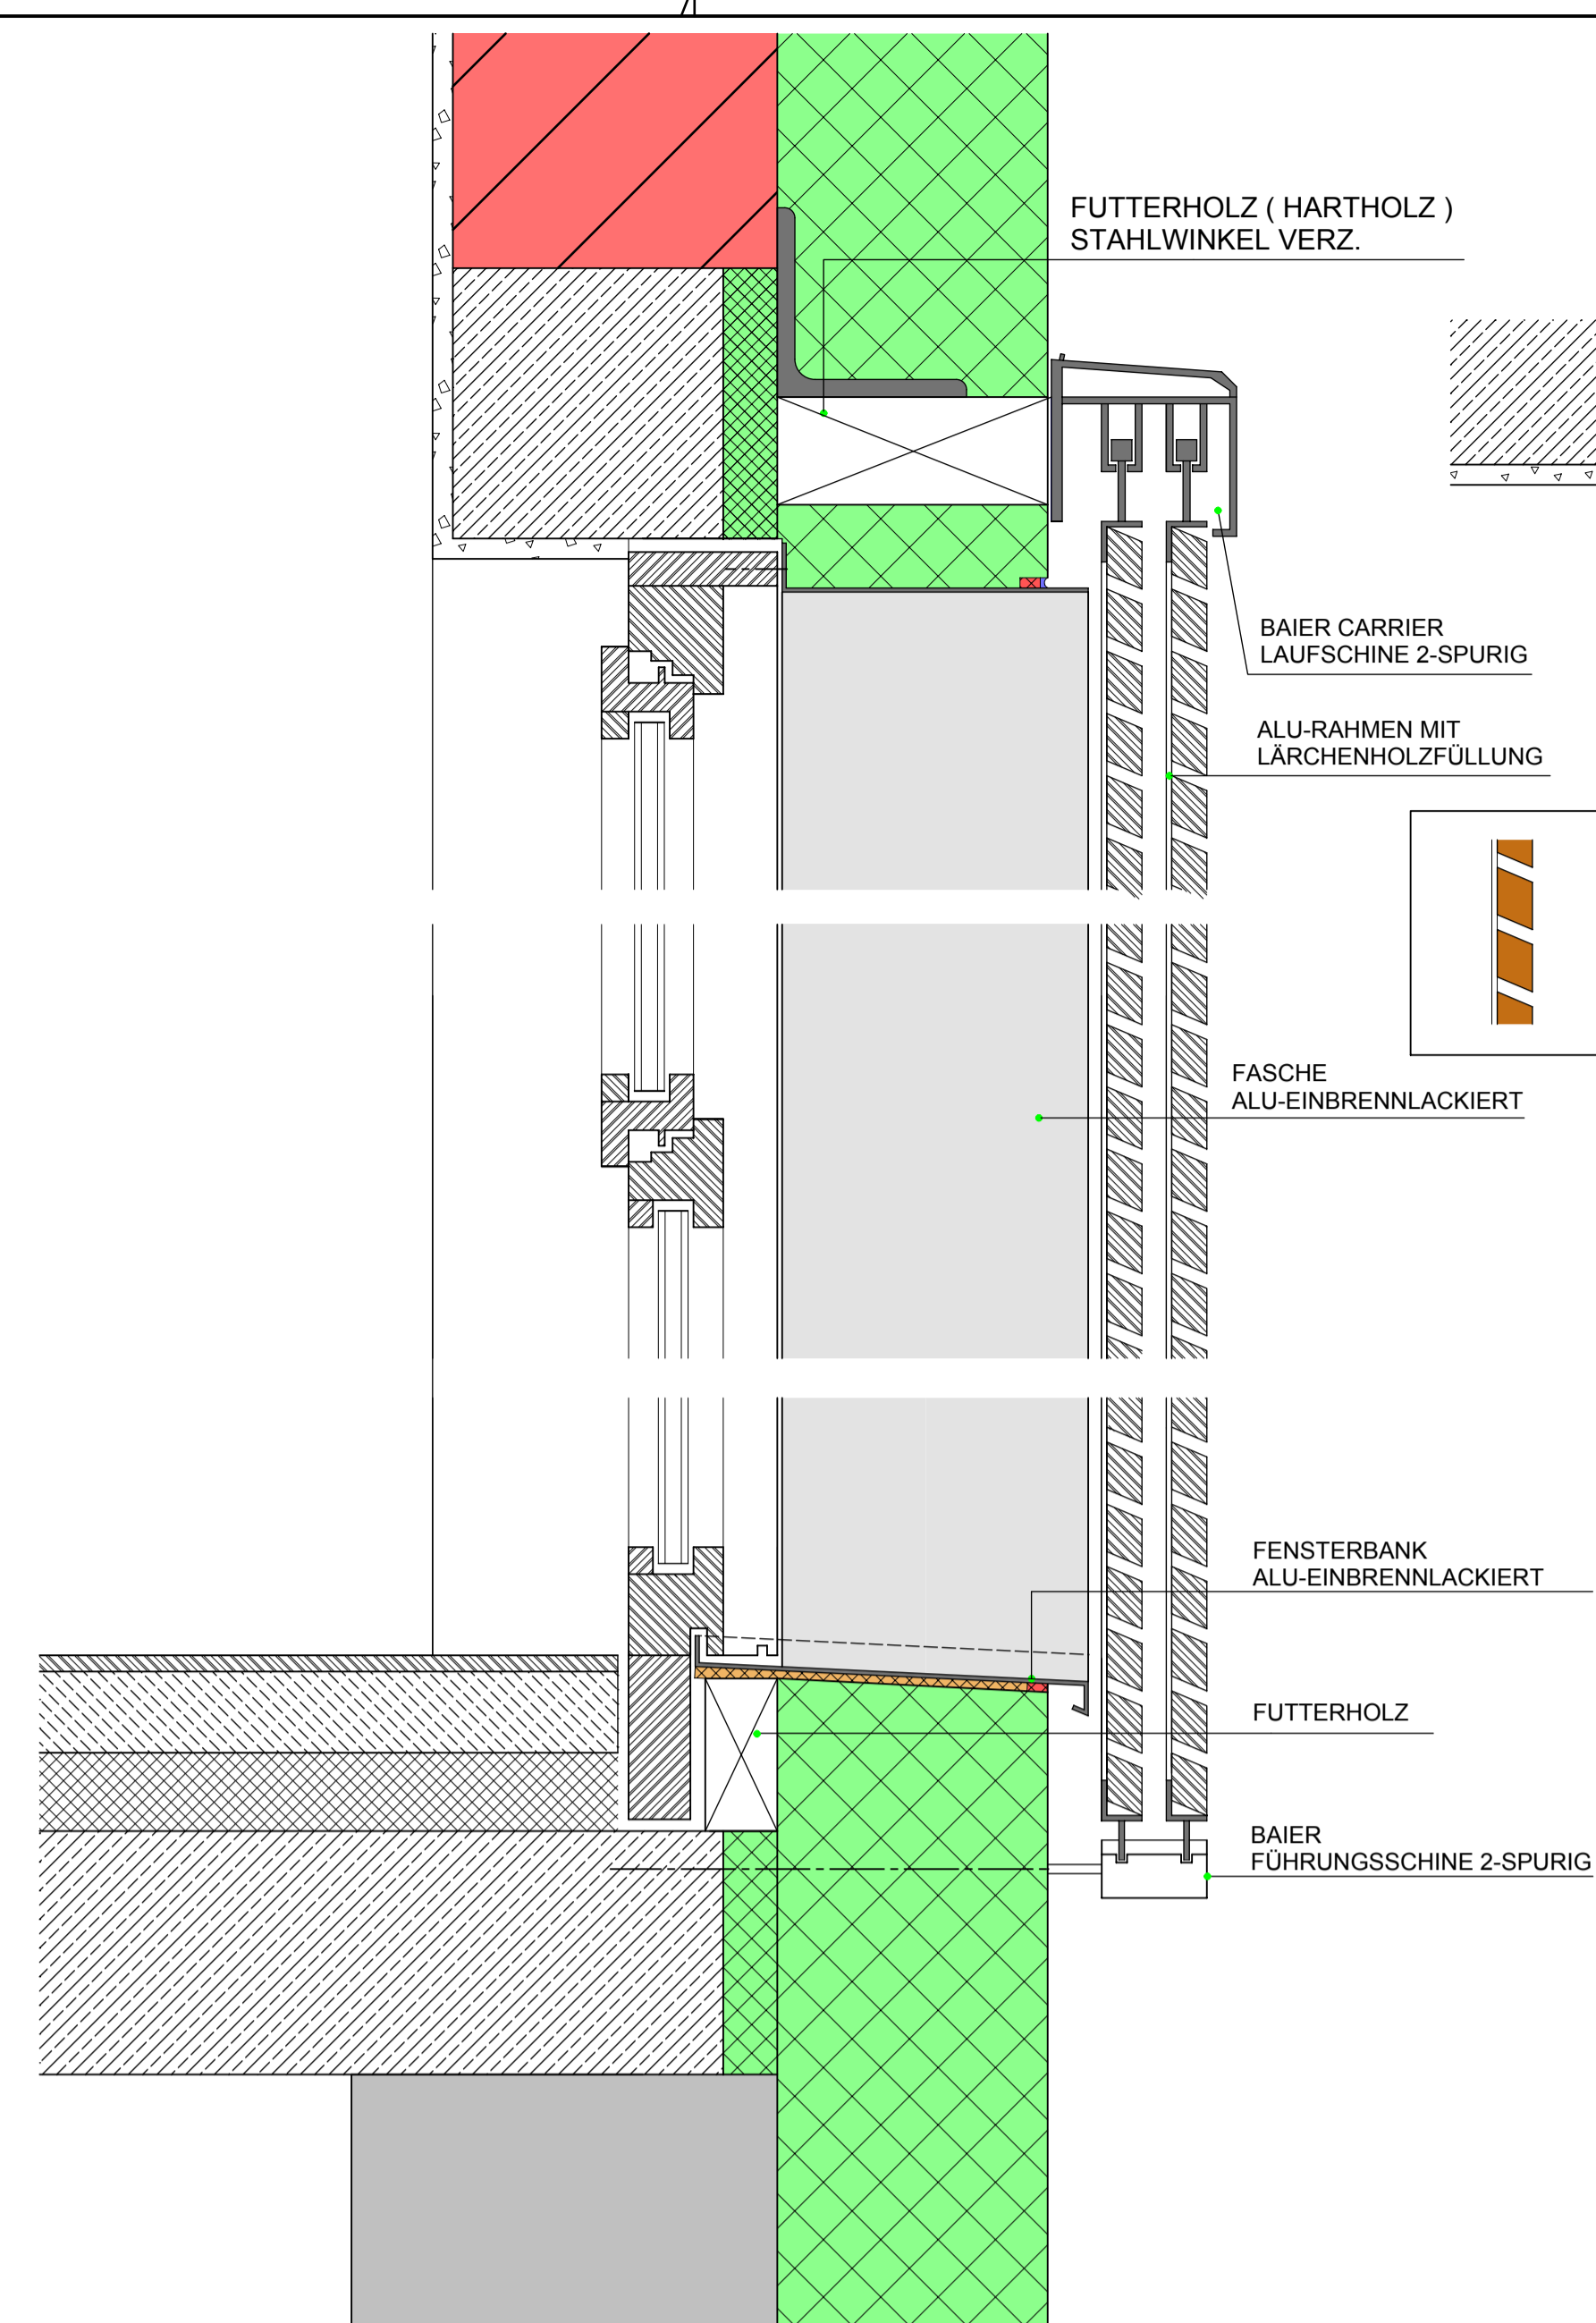 FUTTERHOLZ ( HARTHOLZ )
STAHLWINKEL VERZ.
BAIER CARRIER
LAUFSCHINE 2-SPURIG
ALU-RAHMEN MIT
LÄRCHENHOLZFÜLLUNG
FASCHE
ALU-EINBRENNLACKIERT
FENSTERBANK
ALU-EINBRENNLACKIERT
FUTTERHOLZ
BAIER
FÜHRUNGSSCHINE 2-SPURIG